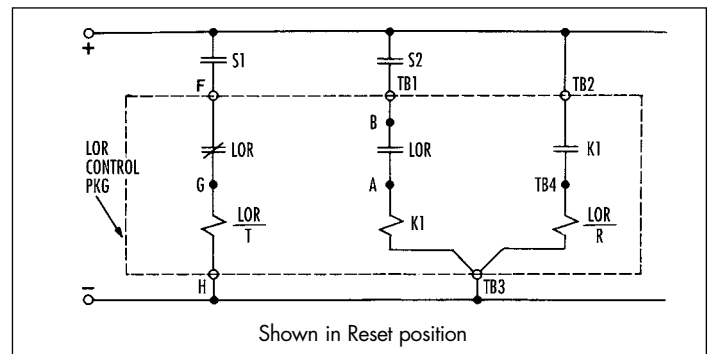 +
S1
S2
F
TB1
TB2
B
LOR
CONTROL
PKG
LOR
LOR
K1
G
A
TB4
LOR
T
K1
LOR
R
H
TB3
−
Shown in Reset position